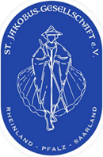 ST. JAKOBUS-GESELLSCHAFT e.V.
RHEINLAND - PFALZ - SAARLAND